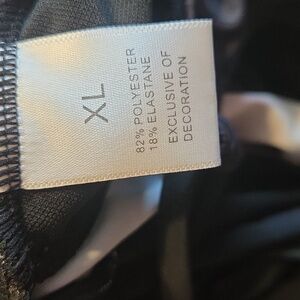 XL
82% POLYESTER
18% ELASTANE
EXCLUSIVE OF
DECORATION